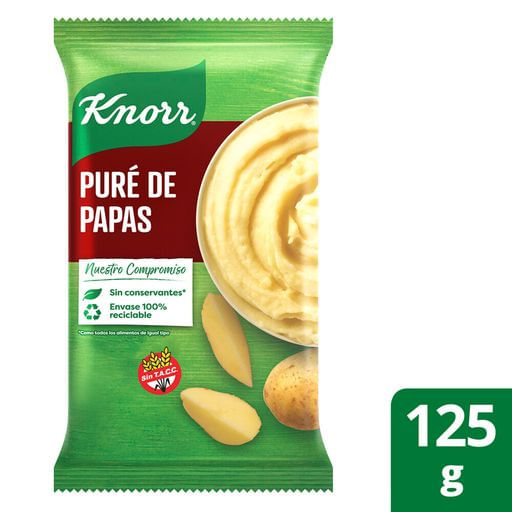 Knorr
PURÉ DE
PAPAS
Nuestro Compromiso
Sin conservantes*
Envase 100%
reciclable
*Como todos los alimentos de igual tipo
Sin T.A.C.C.
125
g